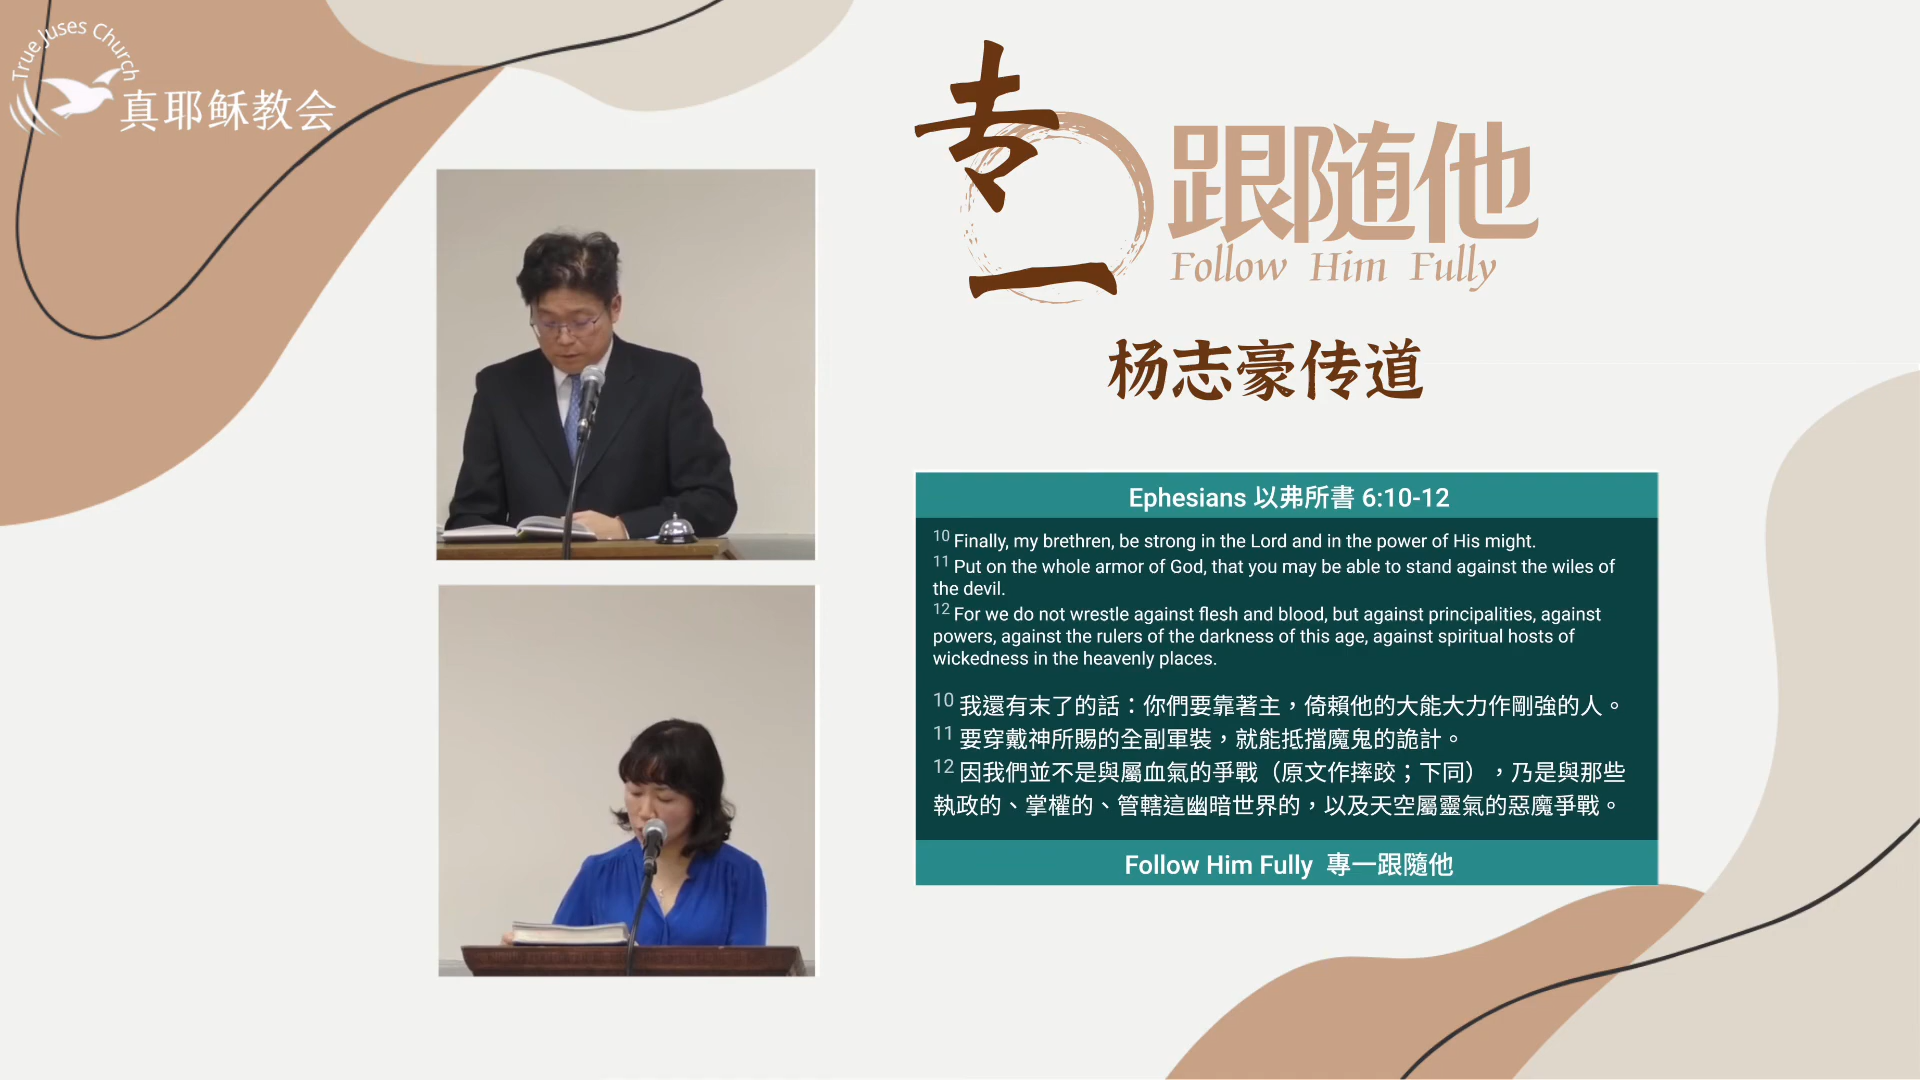 True Juses Church
真耶稣教会
专一
跟随他
Follow Him Fully
杨志豪传道
Ephesians 以弗所書 6:10-12
10 Finally, my brethren, be strong in the Lord and in the power of His might.
11 Put on the whole armor of God, that you may be able to stand against the wiles of
the devil.
12 For we do not wrestle against flesh and blood, but against principalities, against
powers, against the rulers of the darkness of this age, against spiritual hosts of
wickedness in the heavenly places.
10 我還有末了的話：你們要靠著主，倚賴他的大能大力作剛強的人。
11 要穿戴神所賜的全副軍裝，就能抵擋魔鬼的詭計。
12 因我們並不是與屬血氣的爭戰（原文作摔跤；下同），乃是與那些
執政的、掌權的、管轄這幽暗世界的，以及天空屬靈氣的惡魔爭戰。
Follow Him Fully 專一跟隨他